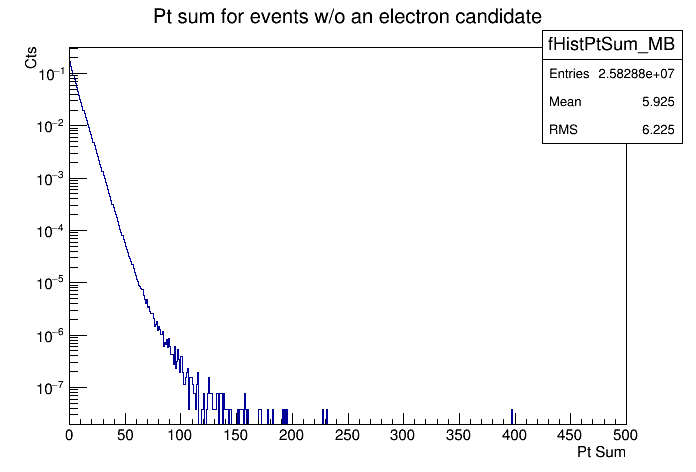 Pt sum for events w/o an electron candidate
fHistPtSum_MB
Entries 2.58288e+07
Mean 5.925
RMS 6.225
Cts
10⁻¹
10⁻²
10⁻³
10⁻⁴
10⁻⁵
10⁻⁶
10⁻⁷
0 50 100 150 200 250 300 350 400 450 500
Pt Sum